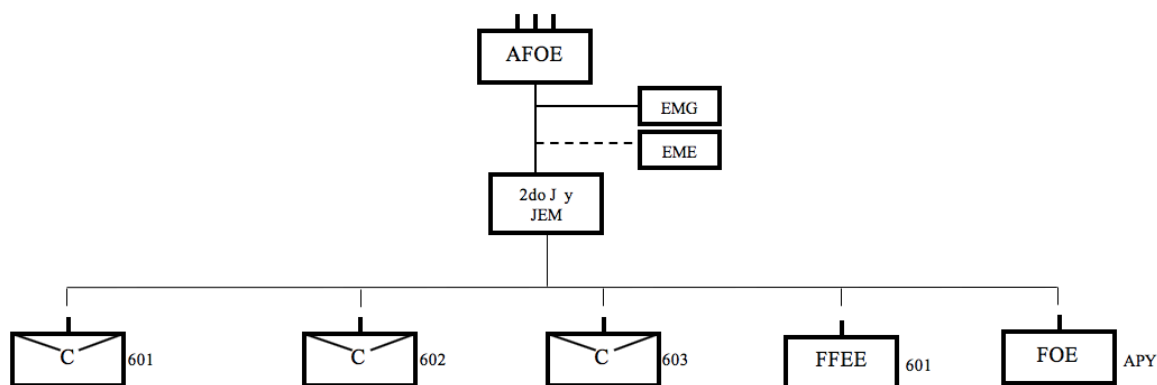 AFOE
EMG
EME
2do J y
JEM
C 601
C 602
C 603
FFEE 601
FOE APY